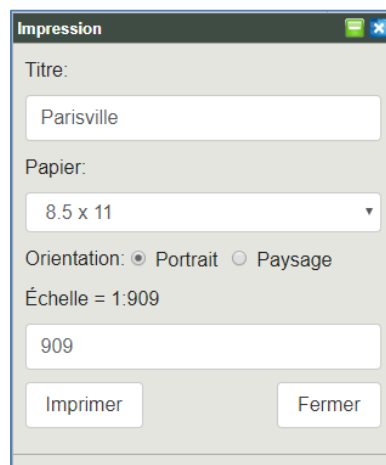 Impression
Titre:
Parisville
Papier:
8.5 x 11
Orientation: Portrait Paysage
Échelle = 1:909
909
Imprimer Fermer